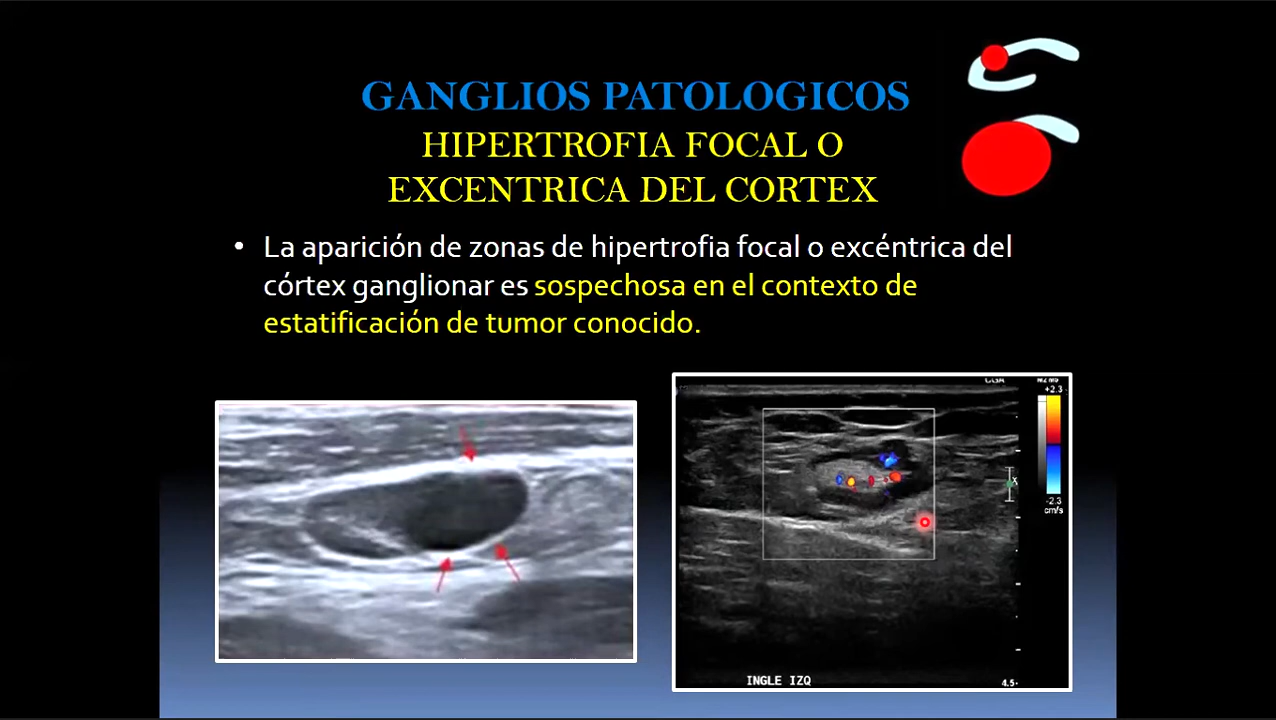 GANGLIOS PATOLOGICOS
HIPERTROFIA FOCAL O
EXCENTRICA DEL CORTEX
• La aparición de zonas de hipertrofia focal o excéntrica del
córtex ganglionar es sospechosa en el contexto de
estatificación de tumor conocido.
+2.3
-2.3
cm/s
x
INGLE IZQ
4.5